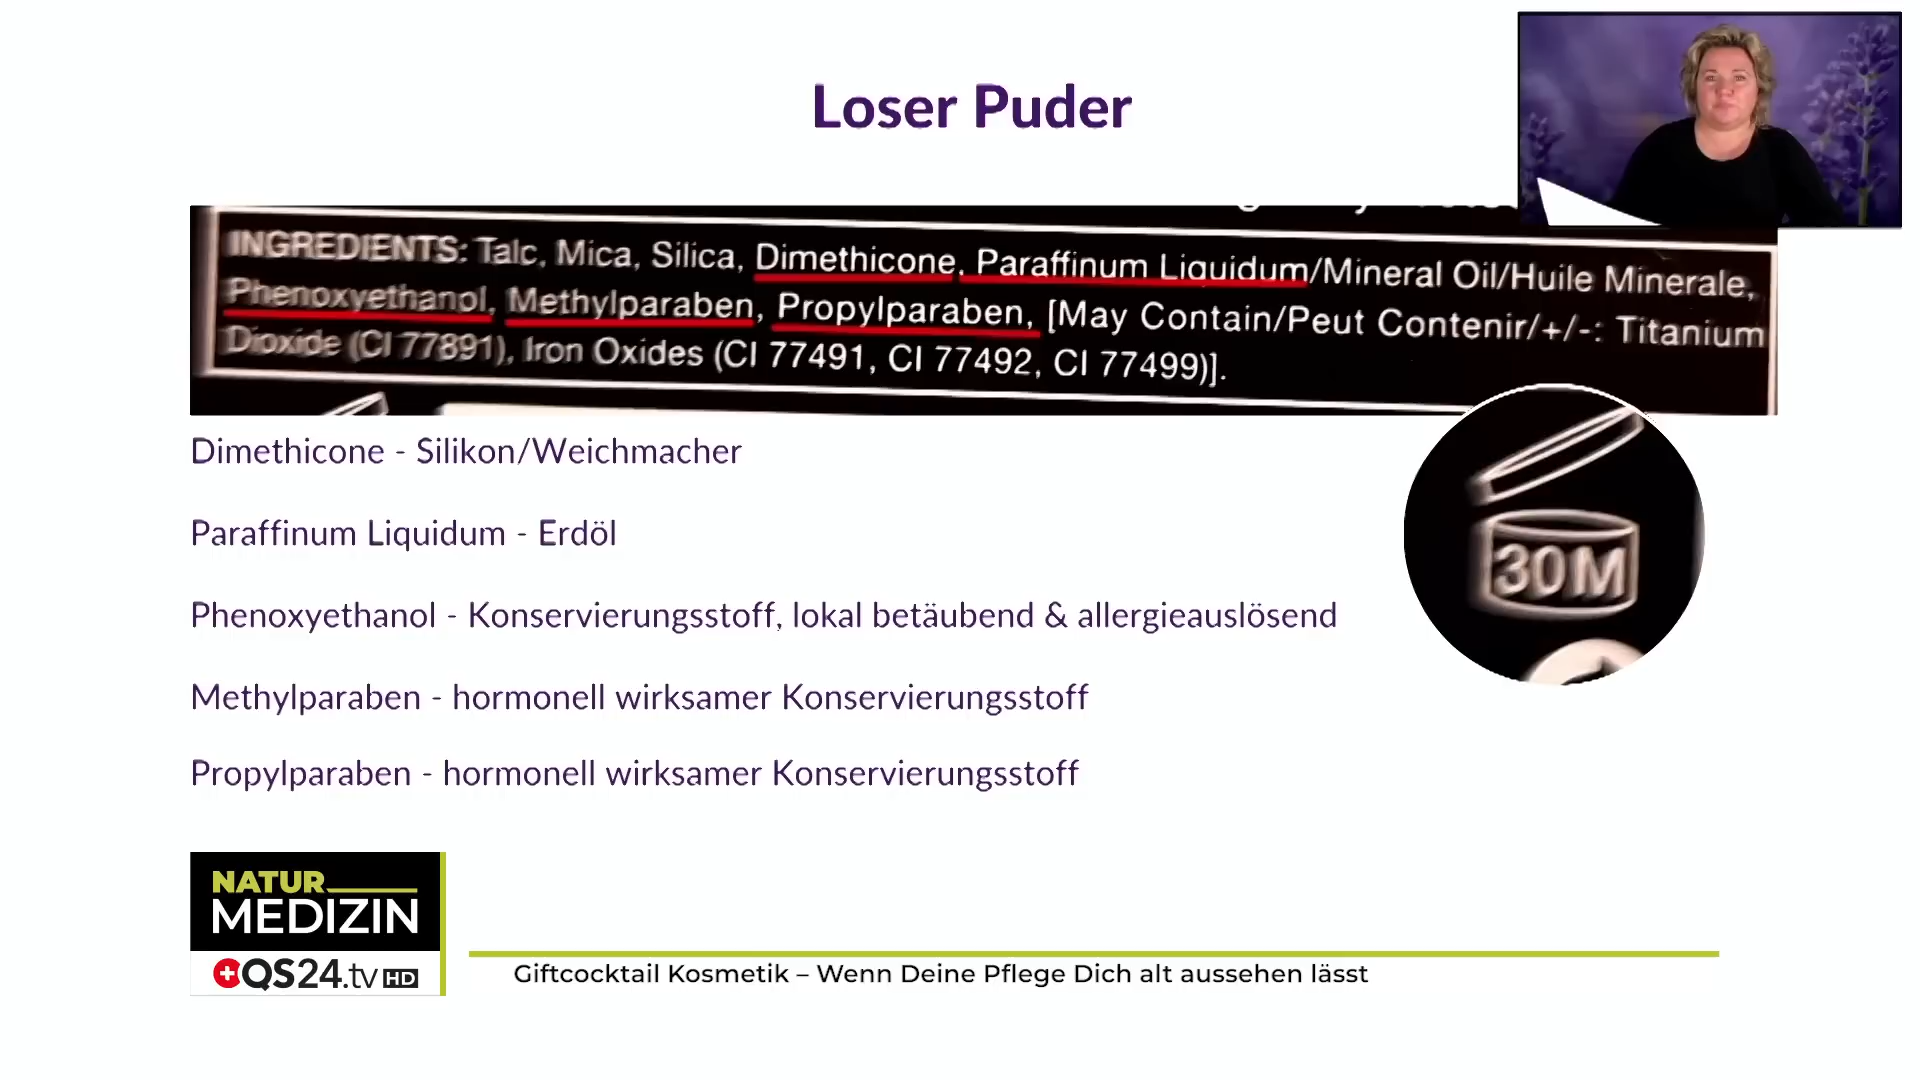 Loser Puder
INGREDIENTS: Talc, Mica, Silica, Dimethicone, Paraffinum Liquidum/Mineral Oil/Huile Minerale,
Phenoxyethanol, Methylparaben, Propylparaben, [May Contain/Peut Contenir/+/-: Titanium
Dioxide (CI 77891), Iron Oxides (CI 77491, CI 77492, CI 77499)].
Dimethicone - Silikon/Weichmacher
Paraffinum Liquidum - Erdöl
30M
Phenoxyethanol - Konservierungsstoff, lokal betäubend & allergieauslösend
Methylparaben - hormonell wirksamer Konservierungsstoff
Propylparaben - hormonell wirksamer Konservierungsstoff
NATUR
MEDIZIN
QS24.tv HD
Giftcocktail Kosmetik – Wenn Deine Pflege Dich alt aussehen lässt